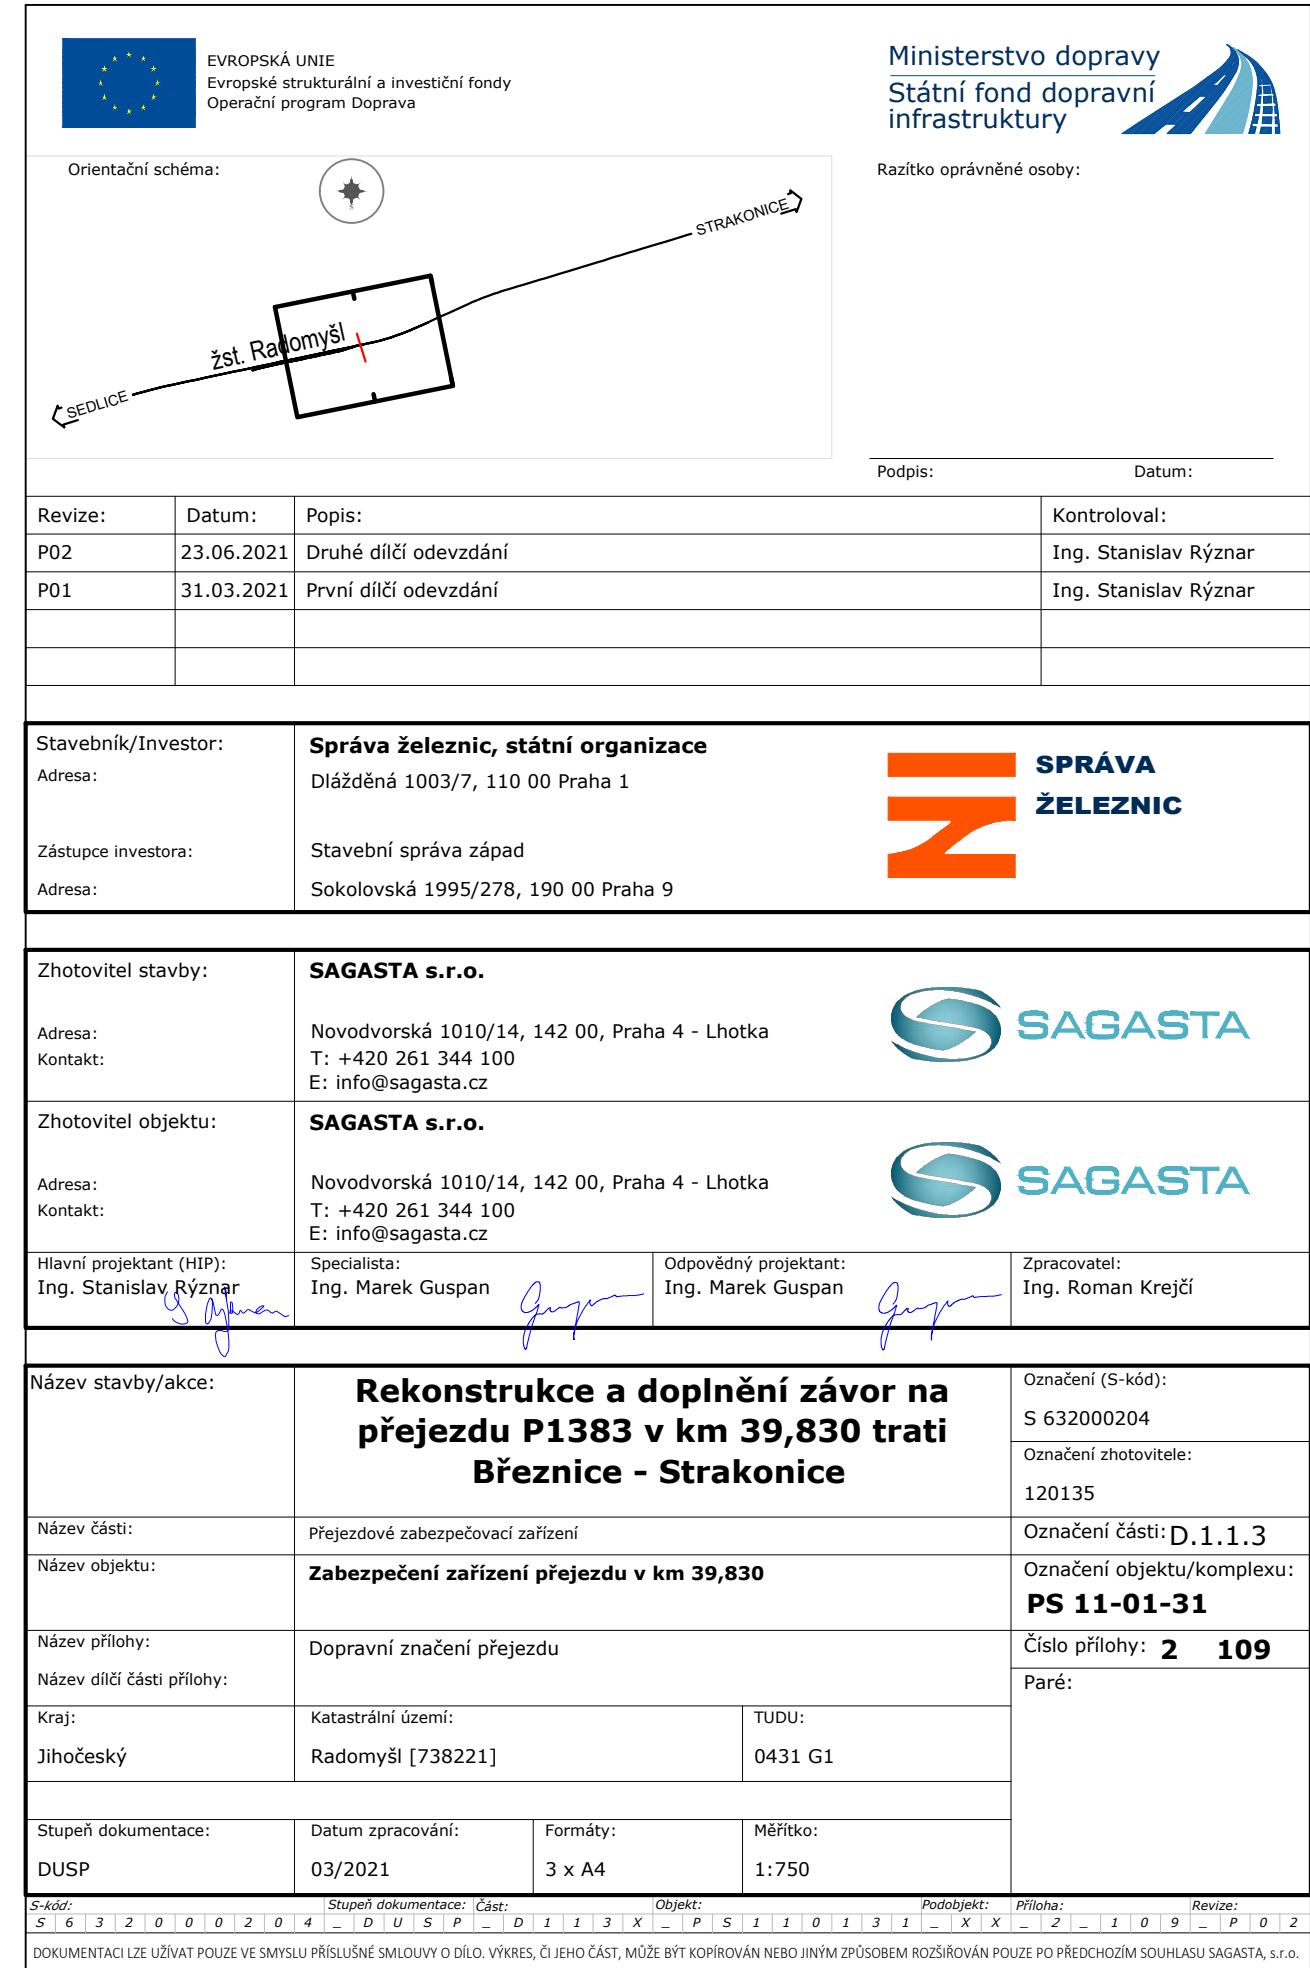 EVROPSKÁ UNIE
Evropské strukturální a investiční fondy
Operační program Doprava
Ministerstvo dopravy
Státní fond dopravní
infrastruktury
Orientační schéma:
Razítko oprávněné osoby:
Š
STRAKONICE
žst. Radomyšl
SEDLICE
Podpis: Datum:
Revize: Datum: Popis: Kontroloval:
P02 23.06.2021 Druhé dílčí odevzdání Ing. Stanislav Rýznar
P01 31.03.2021 První dílčí odevzdání Ing. Stanislav Rýznar
Stavebník/Investor: Správa železnic, státní organizace
Adresa: Dlážděná 1003/7, 110 00 Praha 1
SPRÁVA
ŽELEZNIC
Zástupce investora: Stavební správa západ
Adresa: Sokolovská 1995/278, 190 00 Praha 9
Zhotovitel stavby: SAGASTA s.r.o.
SAGASTA
Adresa: Novodvorská 1010/14, 142 00, Praha 4 - Lhotka
Kontakt: T: +420 261 344 100
E: info@sagasta.cz
Zhotovitel objektu: SAGASTA s.r.o.
SAGASTA
Adresa: Novodvorská 1010/14, 142 00, Praha 4 - Lhotka
Kontakt: T: +420 261 344 100
E: info@sagasta.cz
Hlavní projektant (HIP): Specialista: Odpovědný projektant: Zpracovatel:
Ing. Stanislav Rýznar Ing. Marek Guspan Ing. Marek Guspan Ing. Roman Krejčí
Název stavby/akce:
Rekonstrukce a doplnění závor na
přejezdu P1383 v km 39,830 trati
Březnice - Strakonice
Označení (S-kód):
S 632000204
Označení zhotovitele:
120135
Název části: Přejezdové zabezpečovací zařízení Označení části: D.1.1.3
Název objektu: Zabezpečení zařízení přejezdu v km 39,830 Označení objektu/komplexu:
PS 11-01-31
Název přílohy: Dopravní značení přejezdu Číslo přílohy: 2 109
Název dílčí části přílohy: Paré:
Kraj: Katastrální území: TUDU:
Jihočeský Radomyšl [738221] 0431 G1
Stupeň dokumentace: Datum zpracování: Formáty: Měřítko:
DUSP 03/2021 3 x A4 1:750
S-kód: Stupeň dokumentace: Část: Objekt: Podobjekt: Příloha: Revize:
S 6 3 2 0 0 0 2 0 4 _ D U S P _ D 1 1 3 X _ P S 1 1 0 1 3 1 _ X X _ 2 _ 1 0 9 _ P 0 2
DOKUMENTACI LZE UŽÍVAT POUZE VE SMYSLU PŘÍSLUŠNÉ SMLOUVY O DÍLO. VÝKRES, ČI JEHO ČÁST, MŮŽE BÝT KOPÍROVÁN NEBO JINÝM ZPŮSOBEM ROZŠIŘOVÁN POUZE PO PŘEDCHOZÍM SOUHLASU SAGASTA, s.r.o.